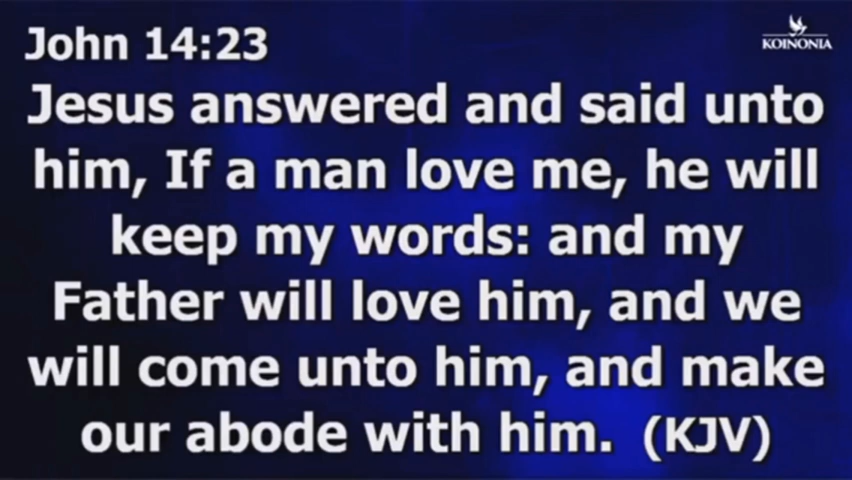 John 14:23
KOINONIA
Jesus answered and said unto
him, If a man love me, he will
keep my words: and my
Father will love him, and we
will come unto him, and make
our abode with him. (KJV)